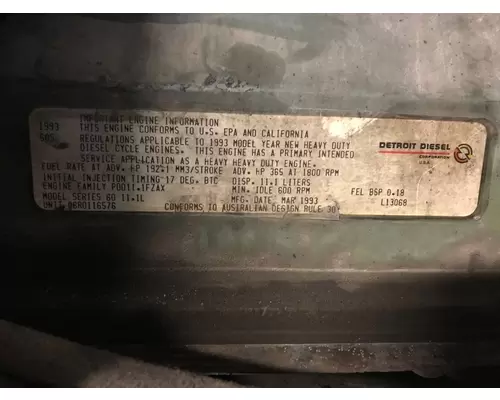 IMPORTANT ENGINE INFORMATION
1993 THIS ENGINE CONFORMS TO U.S. EPA AND CALIFORNIA
50S REGULATIONS APPLICABLE TO 1993 MODEL YEAR NEW HEAVY DUTY
DIESEL CYCLE ENGINES. THIS ENGINE HAS A PRIMARY INTENDED
SERVICE APPLICATION AS A HEAVY HEAVY DUTY ENGINE.
FUEL RATE AT ADV. HP 192.1 MM3/STROKE ADV. HP 365 AT 1800 RPM
INITIAL INJECTION TIMING 17 DEG. BTC DISP. 11.1 LITERS
ENGINE FAMILY PDD11.1FZAX MIN. IDLE 600 RPM
MODEL SERIES 60 11.1L MFG. DATE, MAR 1993
UNIT 06R0116576 CONFORMS TO AUSTRALIAN DESIGN RULE 30
DETROIT DIESEL
CORPORATION
FEL BSP 0.18
L13068